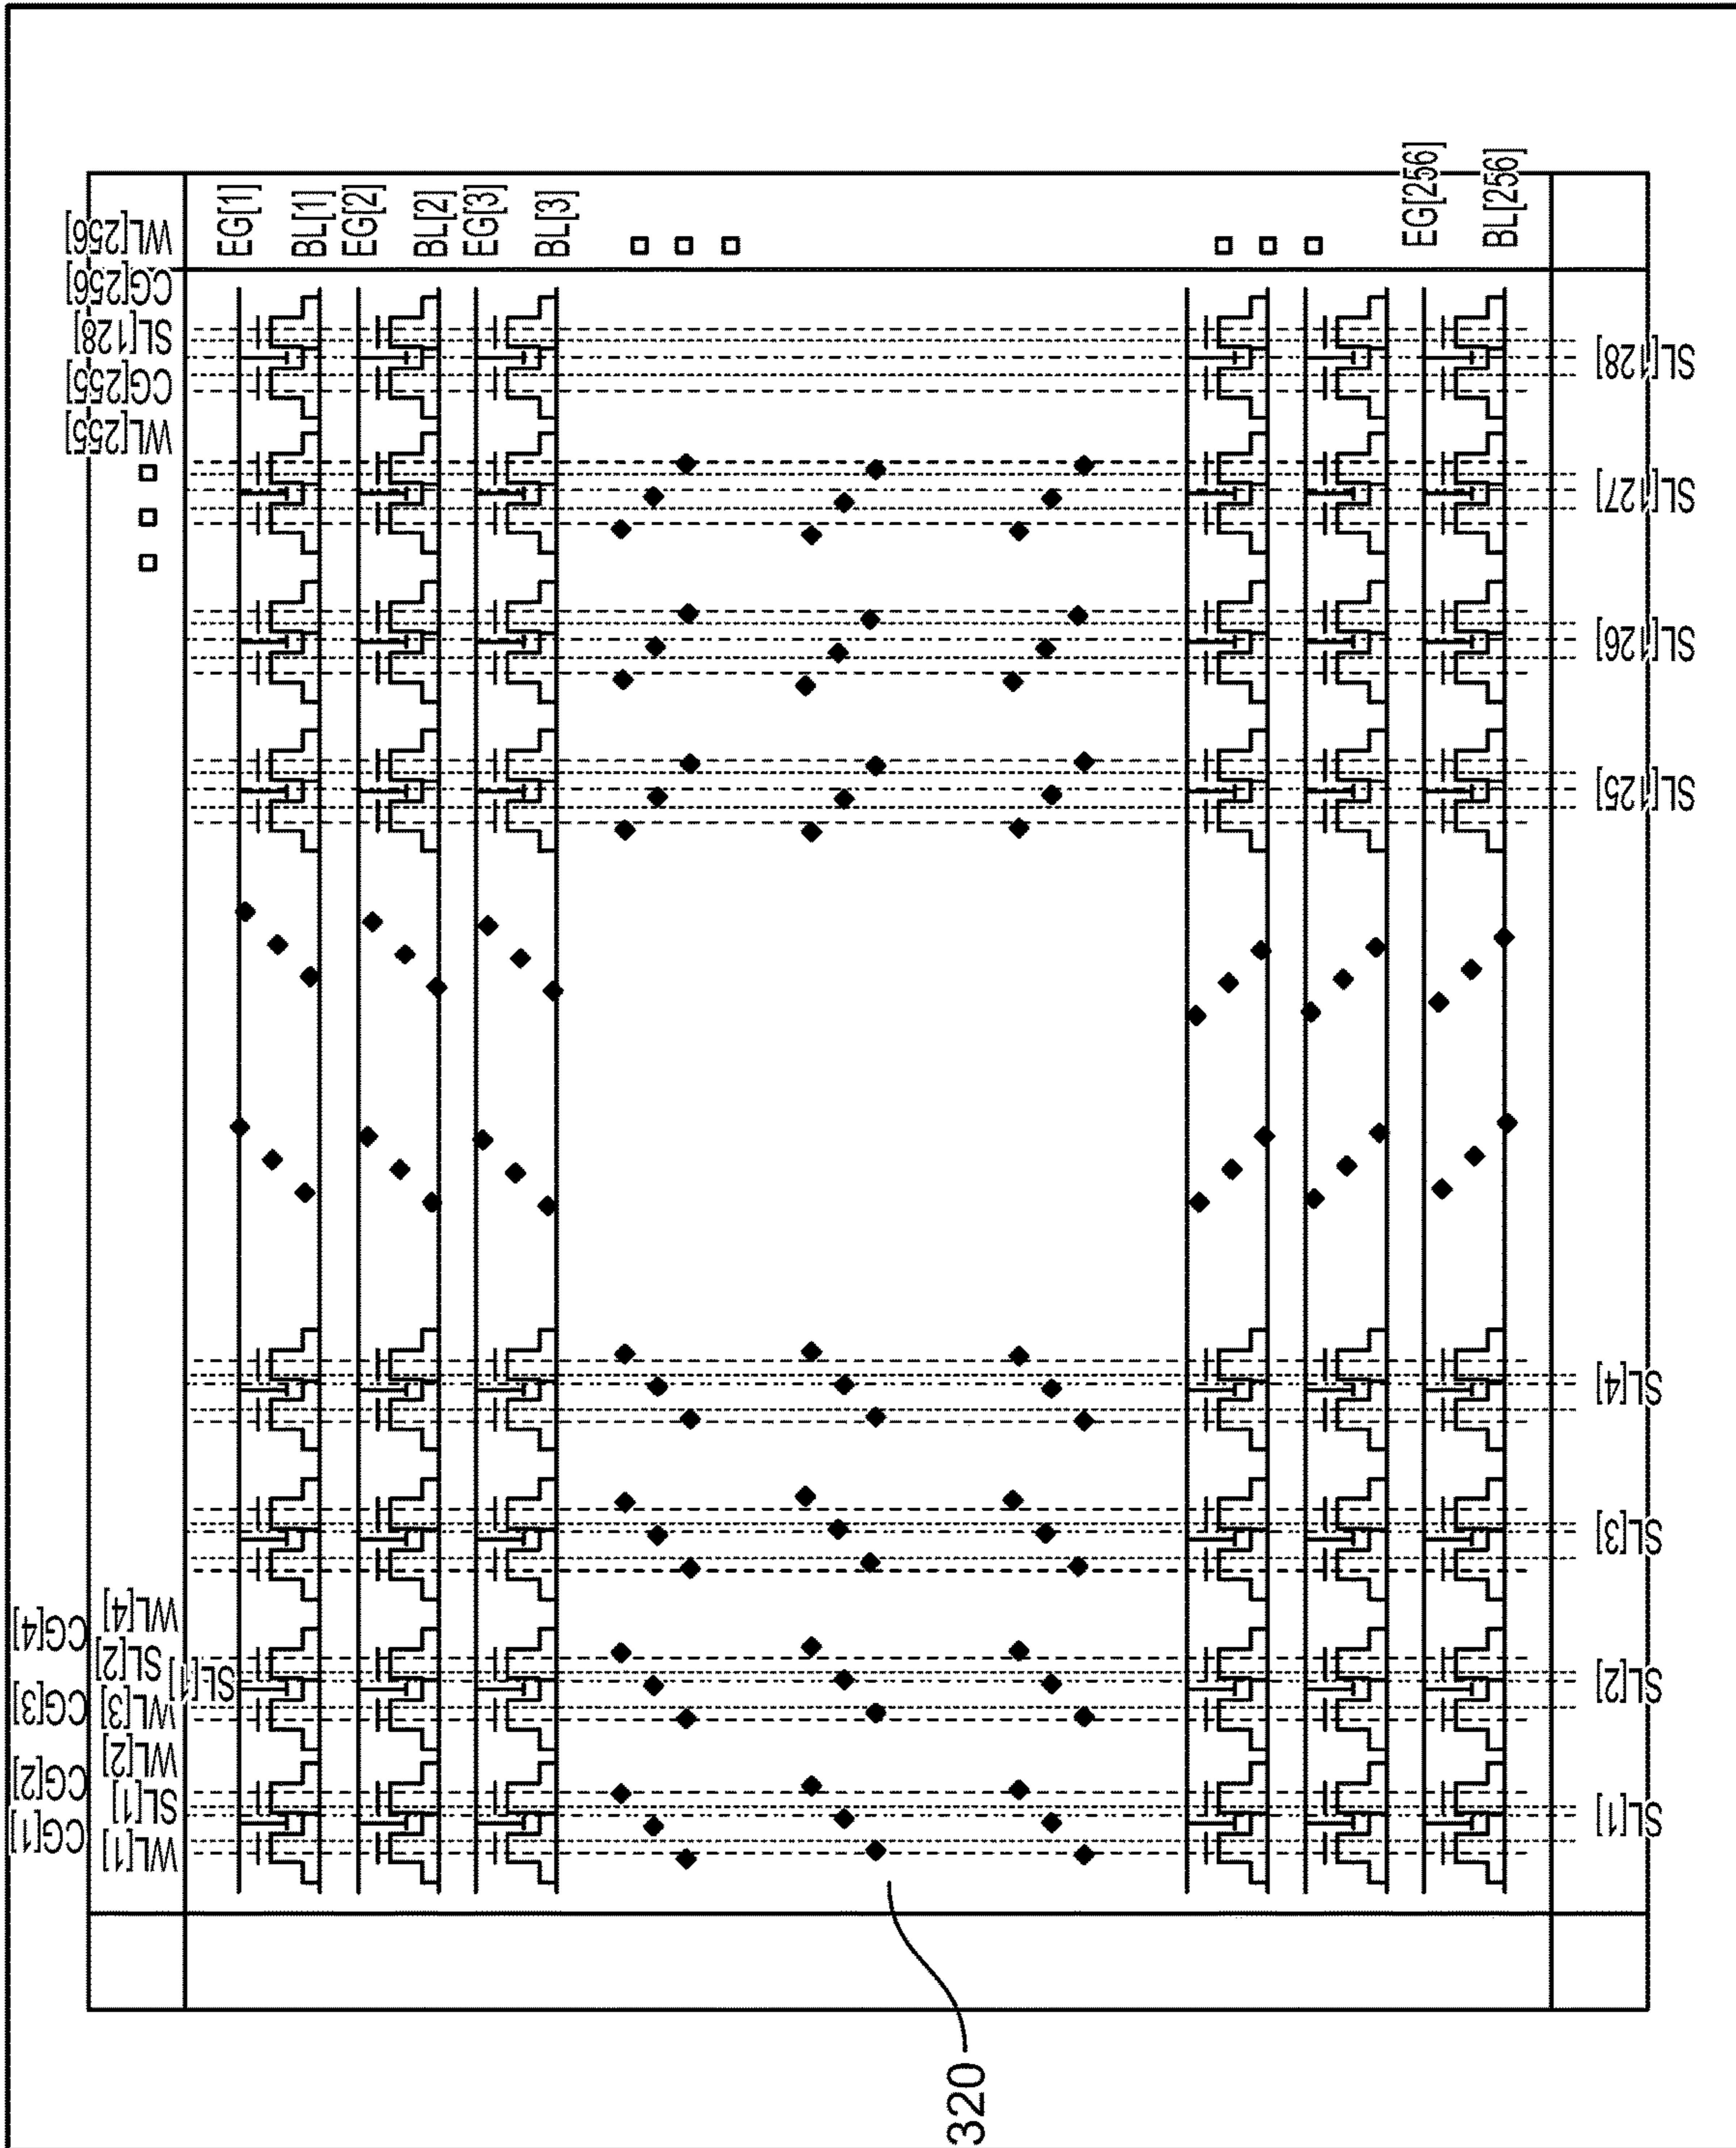 WL[256]
CG[256]
SL[128]
CG[255]
WL[255]
EG[1]
BL[1]
EG[2]
BL[2]
EG[3]
BL[3]
EG[256]
BL[256]
CG[4]
WL[4]
SL[2]
SL[1]
CG[3]
WL[3]
WL[2]
CG[2]
SL[1]
CG[1]
WL[1]
SL[128]
SL[127]
SL[126]
SL[125]
SL[4]
SL[3]
SL[2]
SL[1]
320